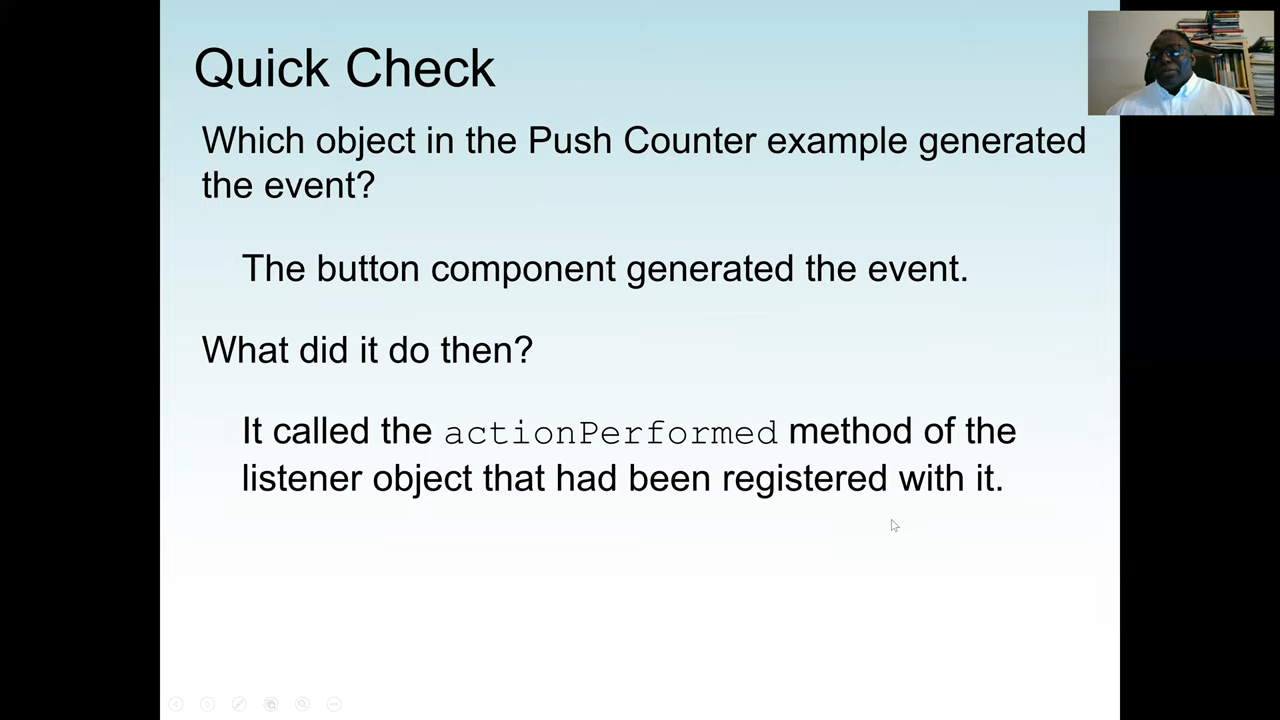 Quick Check
Which object in the Push Counter example generated
the event?
The button component generated the event.
What did it do then?
It called the actionPerformed method of the
listener object that had been registered with it.